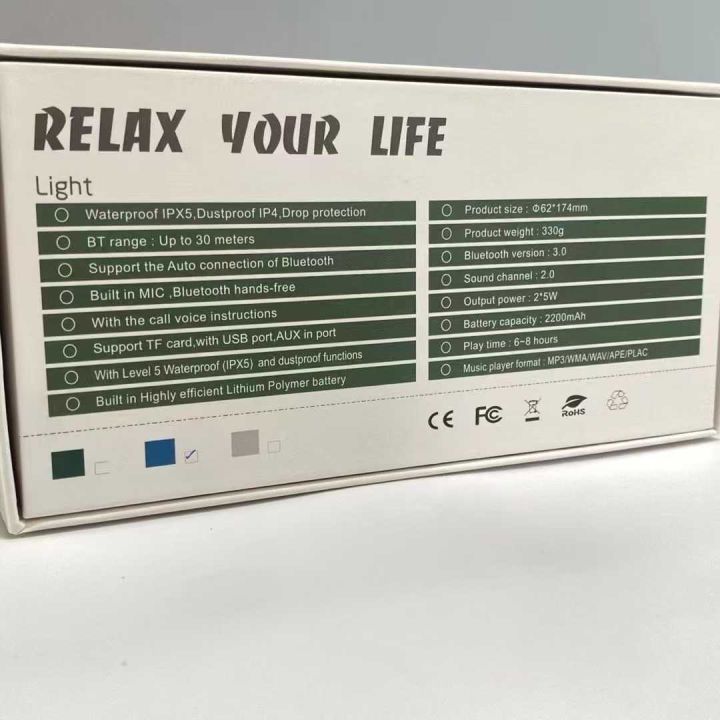 RELAX YOUR LIFE
Light
Waterproof IPX5,Dustproof IP4,Drop protection
BT range : Up to 30 meters
Support the Auto connection of Bluetooth
Built in MIC ,Bluetooth hands-free
With the call voice instructions
Support TF card,with USB port,AUX in port
With Level 5 Waterproof (IPX5) and dustproof functions
Built in Highly efficient Lithium Polymer battery
Product size : Φ62*174mm
Product weight : 330g
Bluetooth version : 3.0
Sound channel : 2.0
Output power : 2*5W
Battery capacity : 2200mAh
Play time : 6-8 hours
Music player format : MP3/WMA/WAV/APE/PLAC
CE FC RoHS